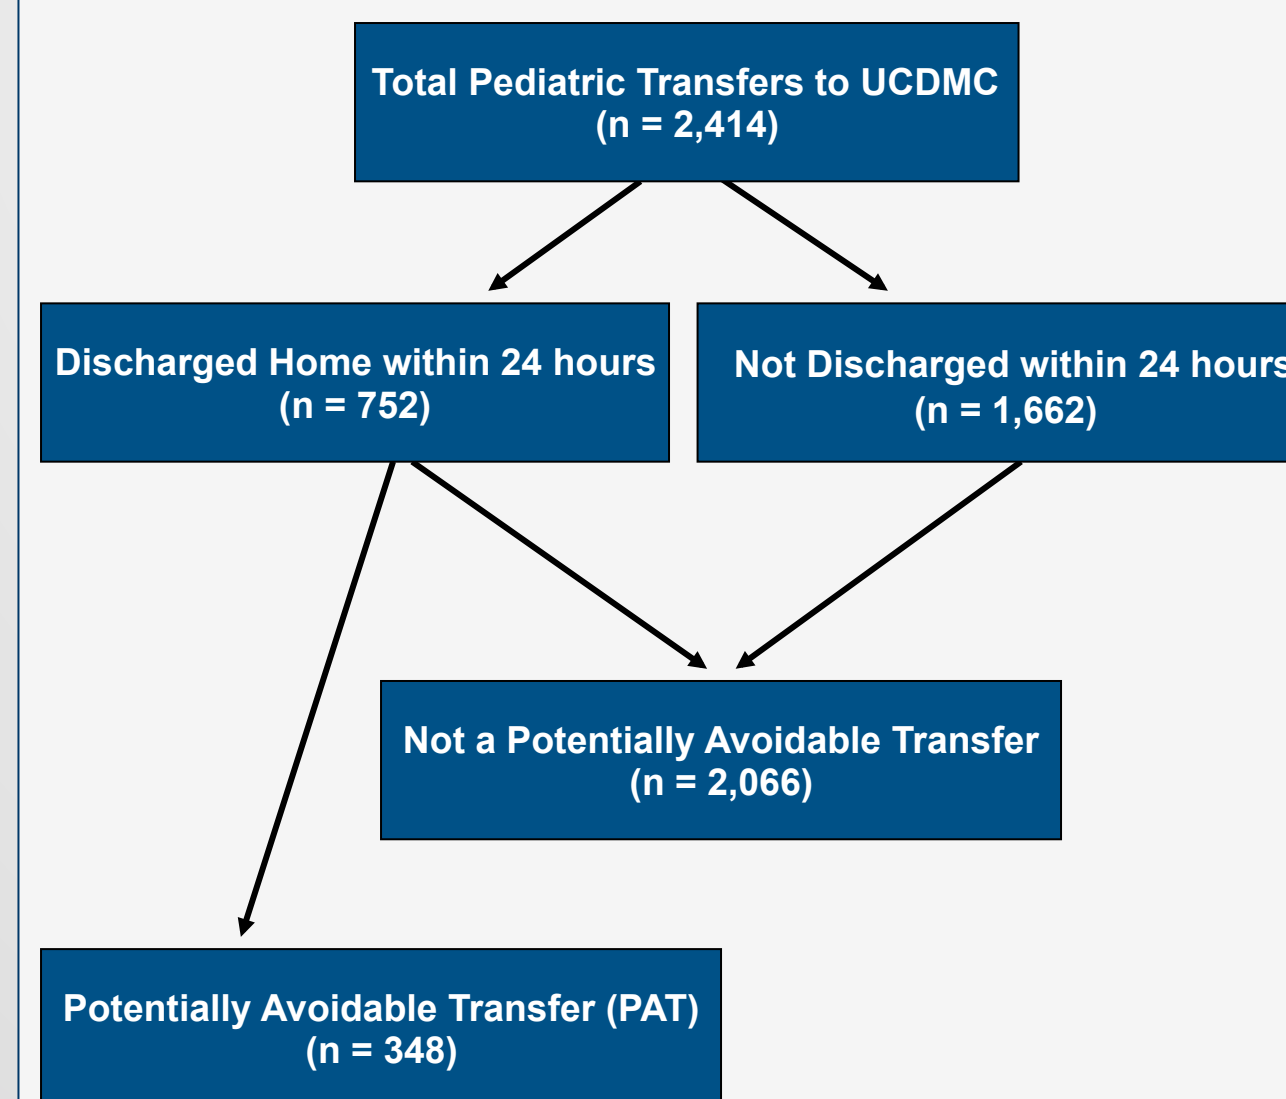 Total Pediatric Transfers to UCDMC
(n = 2,414)
Discharged Home within 24 hours
(n = 752)
Not Discharged within 24 hours
(n = 1,662)
Not a Potentially Avoidable Transfer
(n = 2,066)
Potentially Avoidable Transfer (PAT)
(n = 348)